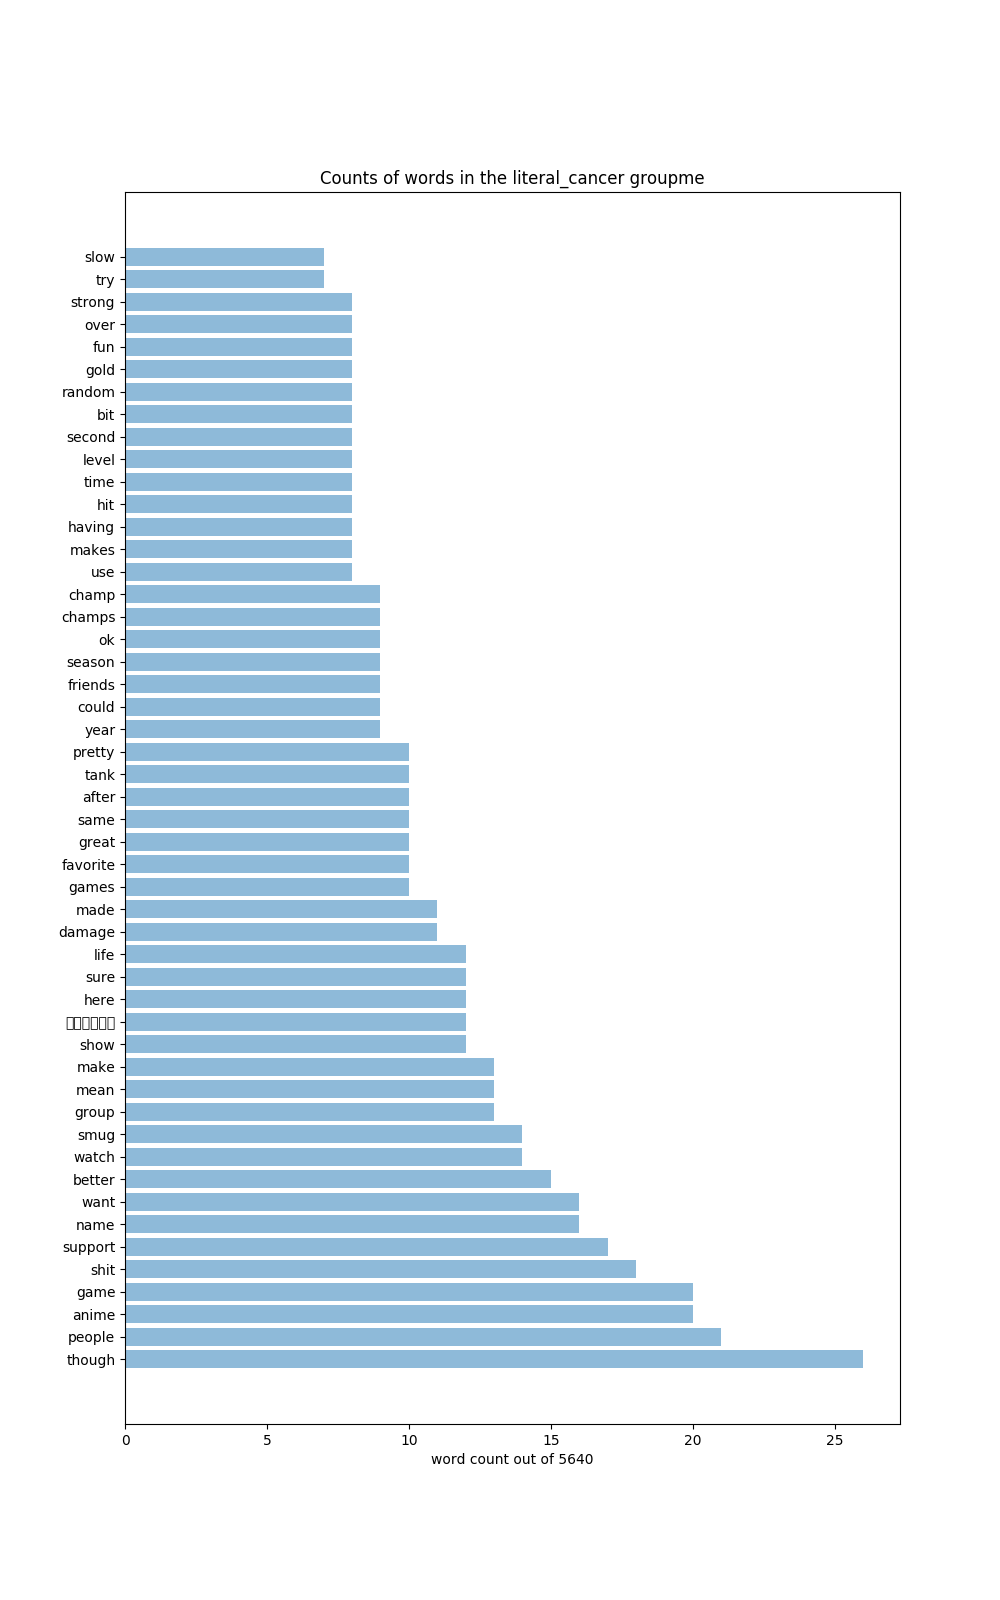 Counts of words in the literal_cancer groupme
slow
try
strong
over
fun
gold
random
bit
second
level
time
hit
having
makes
use
champ
champs
ok
season
friends
could
year
pretty
tank
after
same
great
favorite
games
made
damage
life
sure
here
show
make
mean
group
smug
watch
better
want
name
support
shit
game
anime
people
though
0 5 10 15 20 25
word count out of 5640